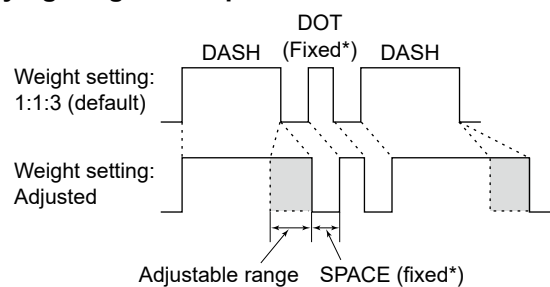 DOT
DASH (Fixed*) DASH
Weight setting:
1:1:3 (default)
Weight setting:
Adjusted
Adjustable range SPACE (fixed*)